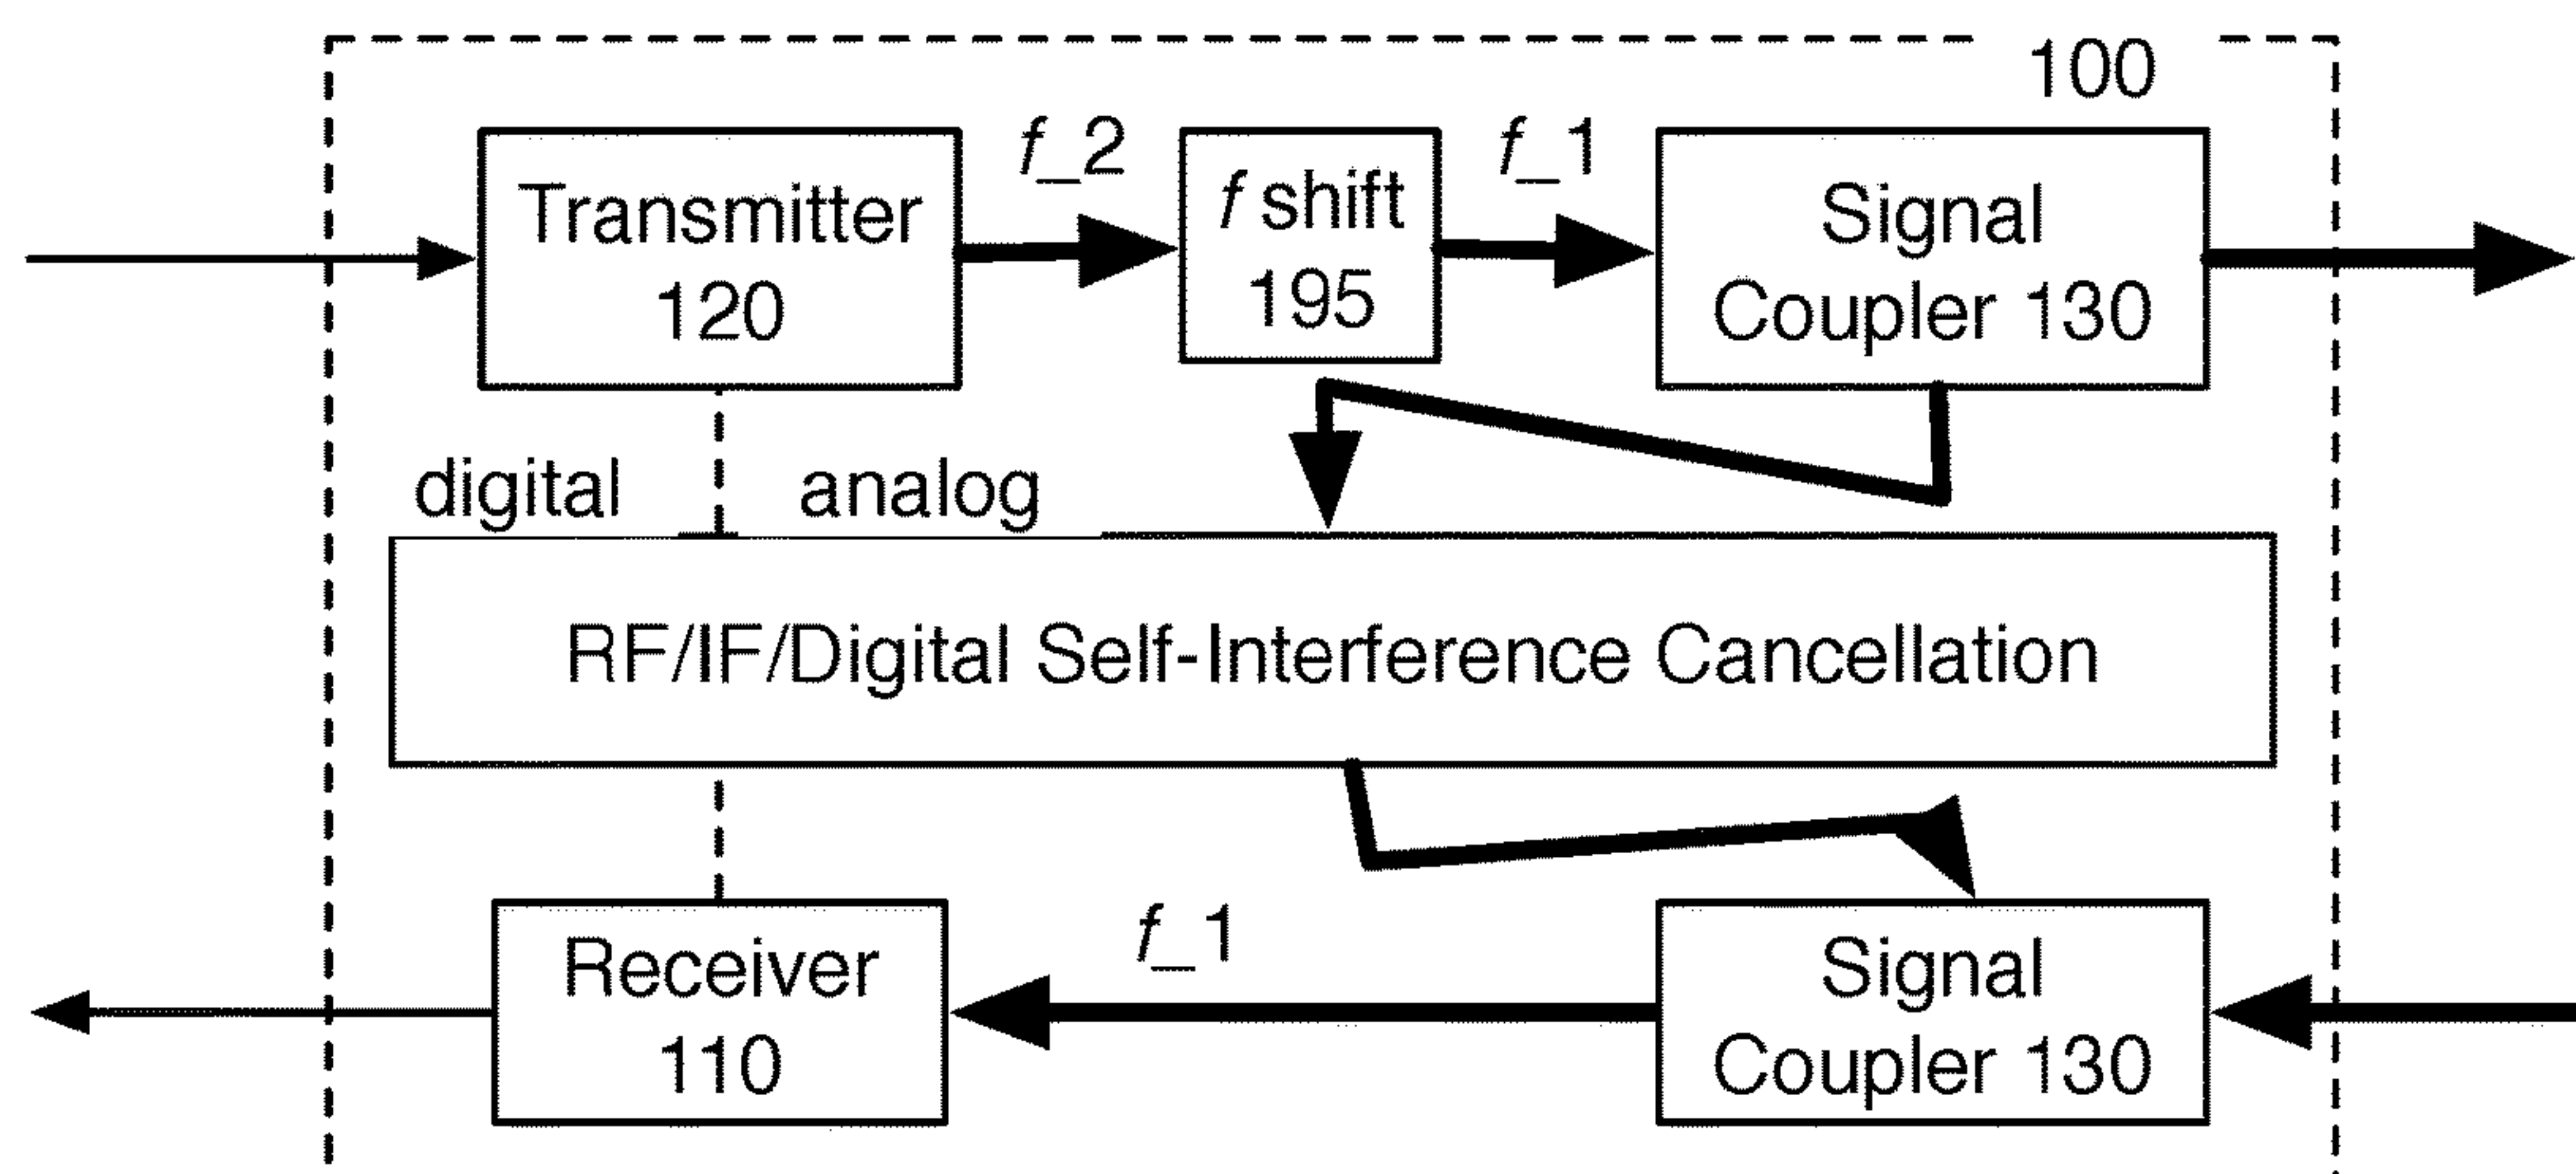 100
f_2
f_1
Transmitter
120
f shift
195
Signal
Coupler 130
digital
analog
RF/IF/Digital Self-Interference Cancellation
f_1
Receiver
110
Signal
Coupler 130